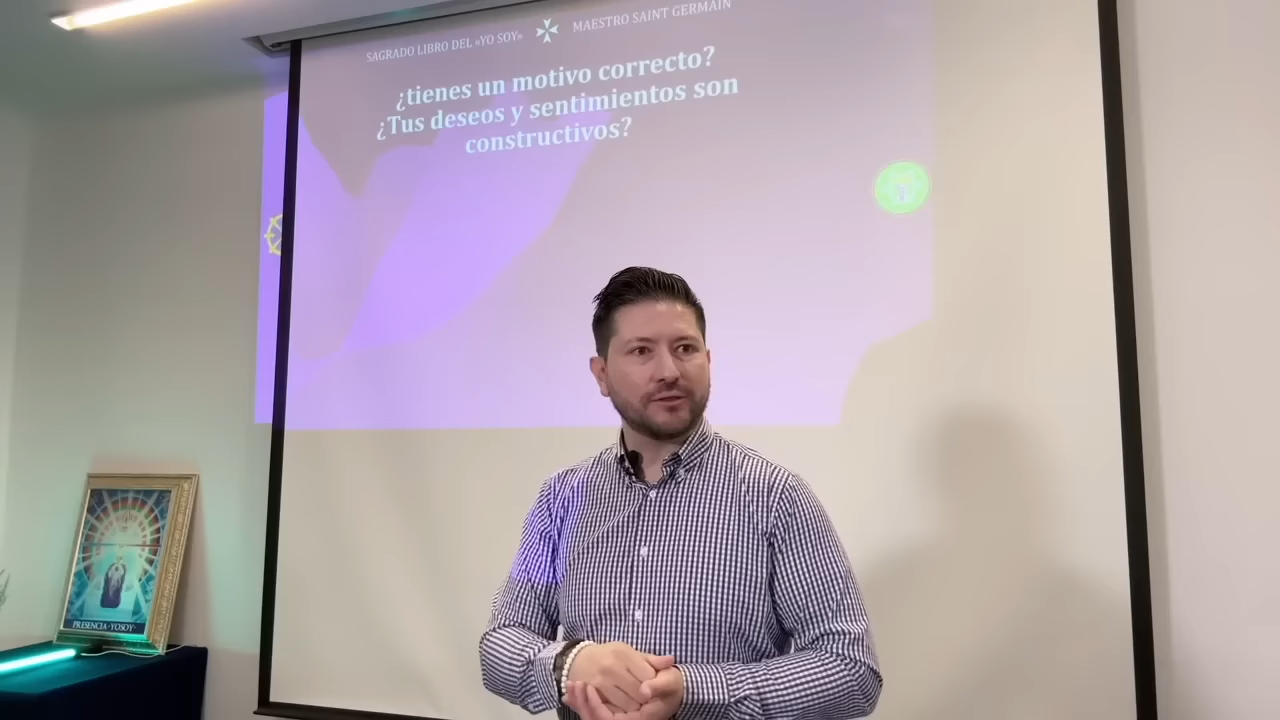 SAGRADO LIBRO DEL «YO SOY» MAESTRO SAINT GERMAIN
¿tienes un motivo correcto?
¿Tus deseos y sentimientos son
constructivos?
PRESENCIA "YO SOY"